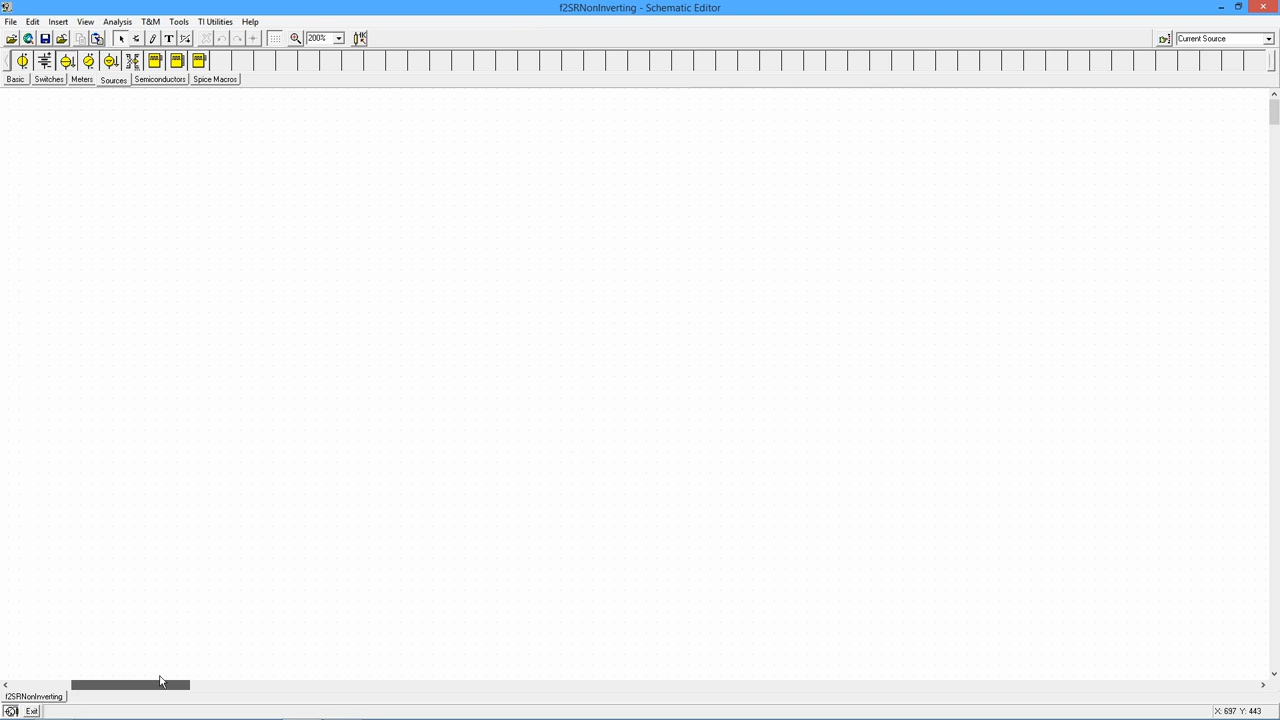 f2SRNonInverting - Schematic Editor
File Edit Insert View Analysis T&M Tools TI Utilities Help
200% Current Source
Basic Switches Meters Sources Semiconductors Spice Macros
f2SRNonInverting
Exit X: 697 Y: 443